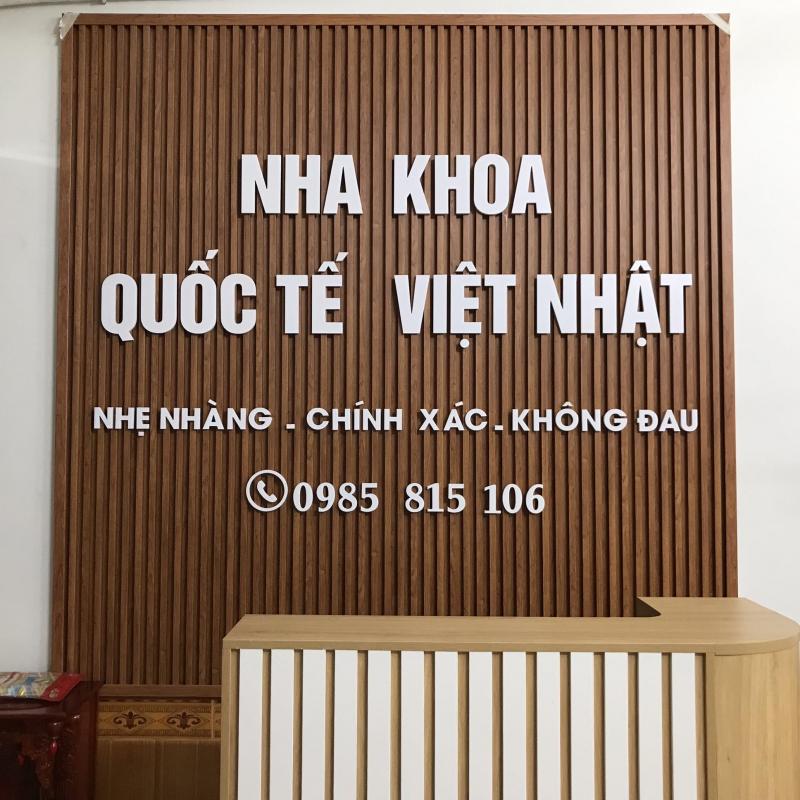 NHA KHOA
QUỐC TẾ VIỆT NHẬT
NHẸ NHÀNG - CHÍNH XÁC - KHÔNG ĐAU
0985 815 106